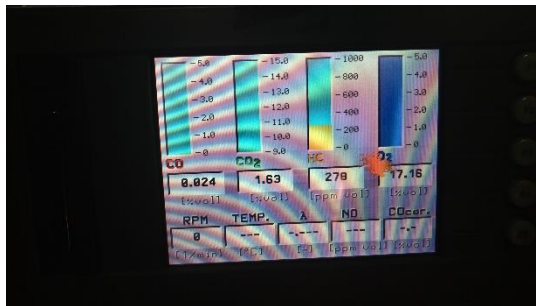 -5.0 -15.0 -1000 -5.0
-4.0 -14.0 -800 -4.0
-3.0 -13.0 -600 -3.0
-2.0 -12.0 -400 -2.0
-1.0 -11.0 -200 -1.0
-0 -10.0 -0 -0
-9.0
CO CO2 HC O2
0.024 1.63 278 17.16
[%vol] [%vol] [ppm vol] [%vol]
RPM TEMP. λ NO COcor.
0 --- -.--- --- -.-
[1/min] [°C] [-] [ppm vol] [%vol]